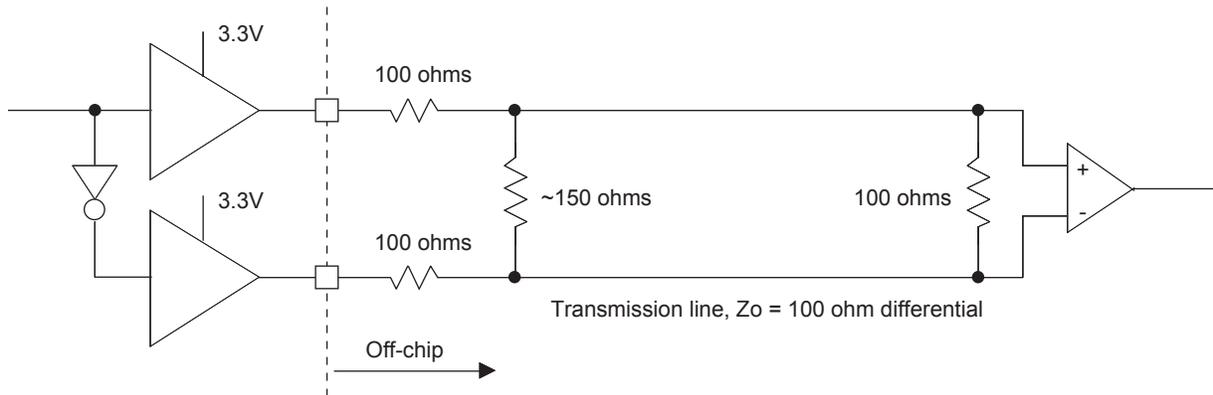 3.3V
100 ohms
3.3V
~150 ohms
100 ohms
+
-
100 ohms
Transmission line, Zo = 100 ohm differential
Off-chip